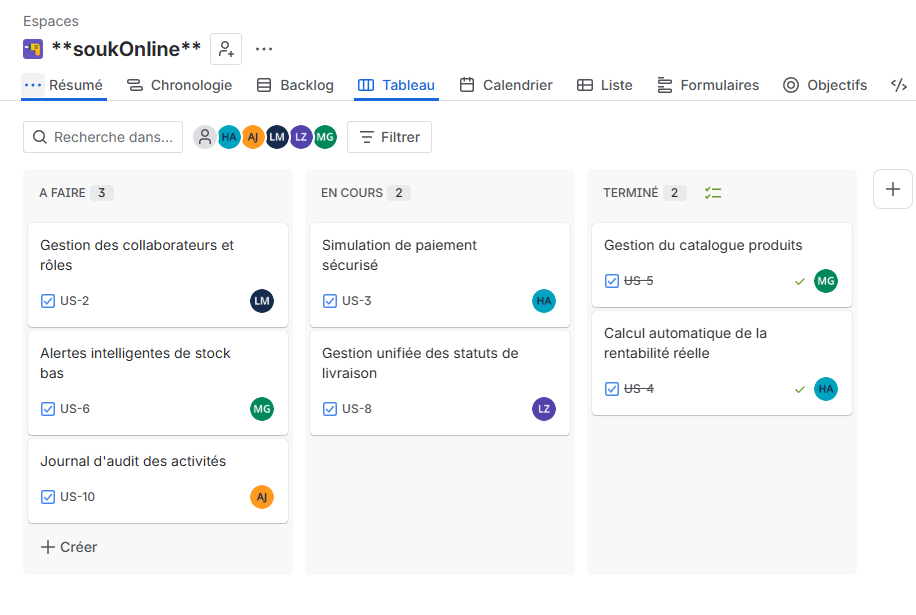 Espaces
**soukOnline**
Résumé Chronologie Backlog Tableau Calendrier Liste Formulaires Objectifs
Recherche dans... HA AJ LM LZ MG Filtrer
A FAIRE 3
Gestion des collaborateurs et
rôles
US-2 LM
Alertes intelligentes de stock
bas
US-6 MG
Journal d'audit des activités
US-10 AJ
Créer
EN COURS 2
Simulation de paiement
sécurisé
US-3 HA
Gestion unifiée des statuts de
livraison
US-8 LZ
TERMINÉ 2
Gestion du catalogue produits
US-5 MG
Calcul automatique de la
rentabilité réelle
US-4 HA